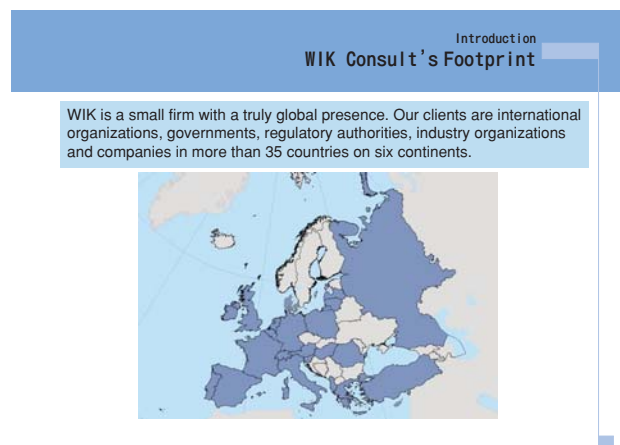 Introduction
WIK Consult's Footprint
WIK is a small firm with a truly global presence. Our clients are international
organizations, governments, regulatory authorities, industry organizations
and companies in more than 35 countries on six continents.